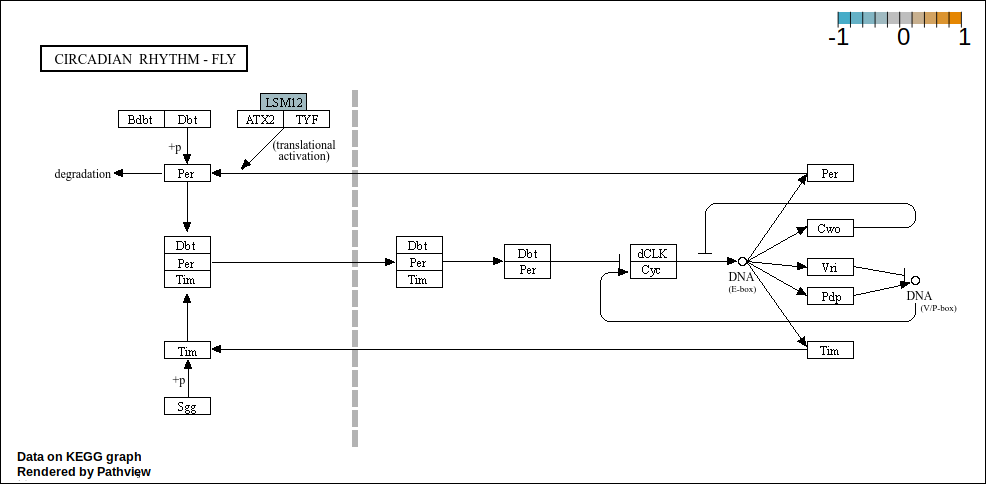 -1 0 1
CIRCADIAN RHYTHM - FLY
LSM12
Bdbt Dbt
ATX2 TYF
+p
(translational
activation)
degradation
Per
Per
Cwo
Dbt
Per
Tim
Dbt
Per
Tim
Dbt
Per
dCLK
Cyc
DNA
(E-box)
Vri
Pdp
DNA
(V/P-box)
Tim
Tim
+p
Sgg
Data on KEGG graph
Rendered by Pathview